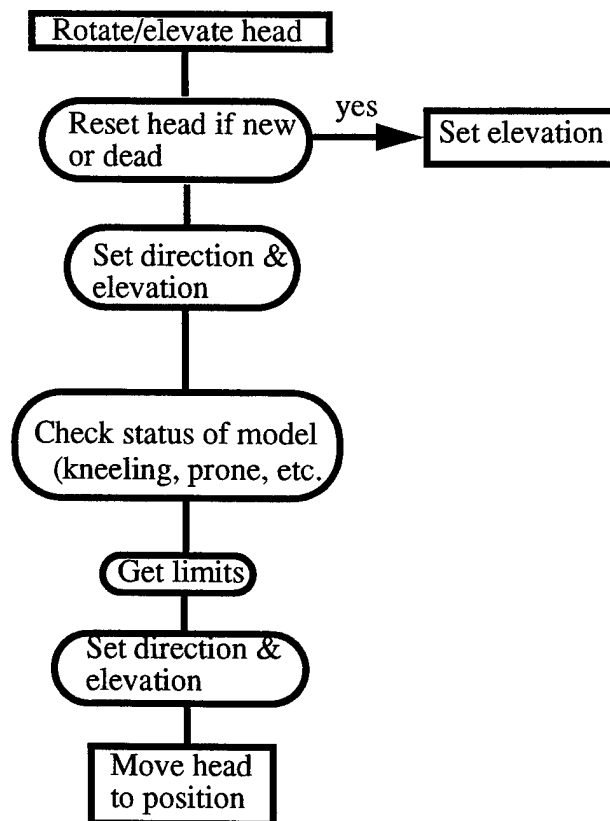 Rotate/elevate head
Reset head if new
or dead
yes
Set elevation
Set direction &
elevation
Check status of model
(kneeling, prone, etc.
Get limits
Set direction &
elevation
Move head
to position